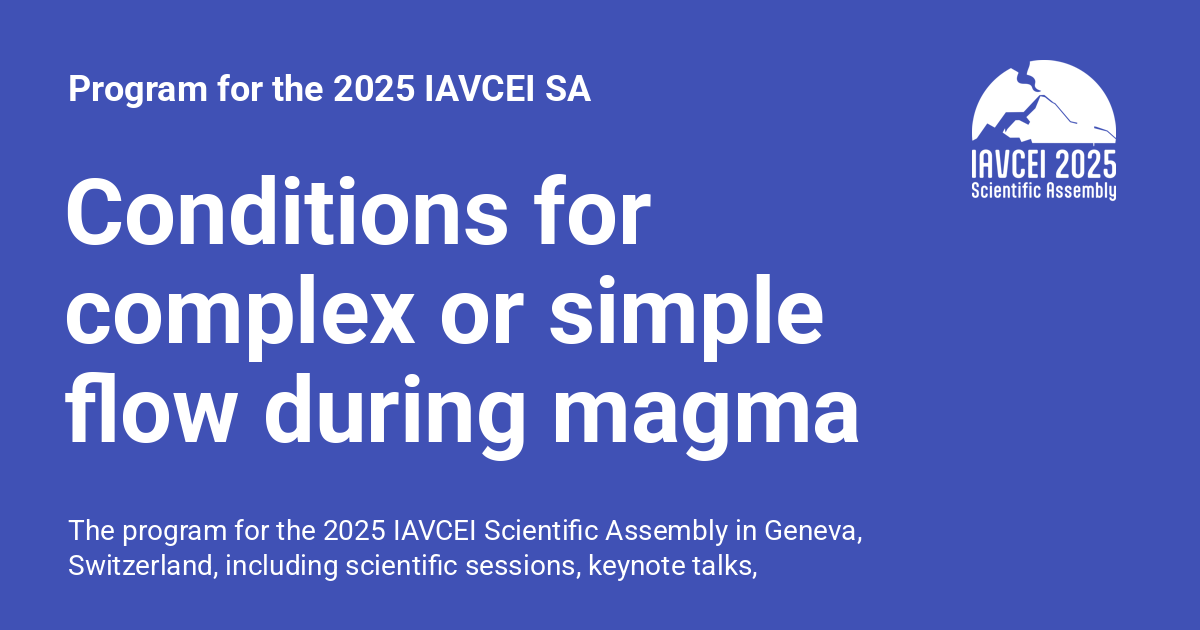 Program for the 2025 IAVCEI SA
IAVCEI 2025
Scientific Assembly
Conditions for
complex or simple
flow during magma
The program for the 2025 IAVCEI Scientific Assembly in Geneva,
Switzerland, including scientific sessions, keynote talks,